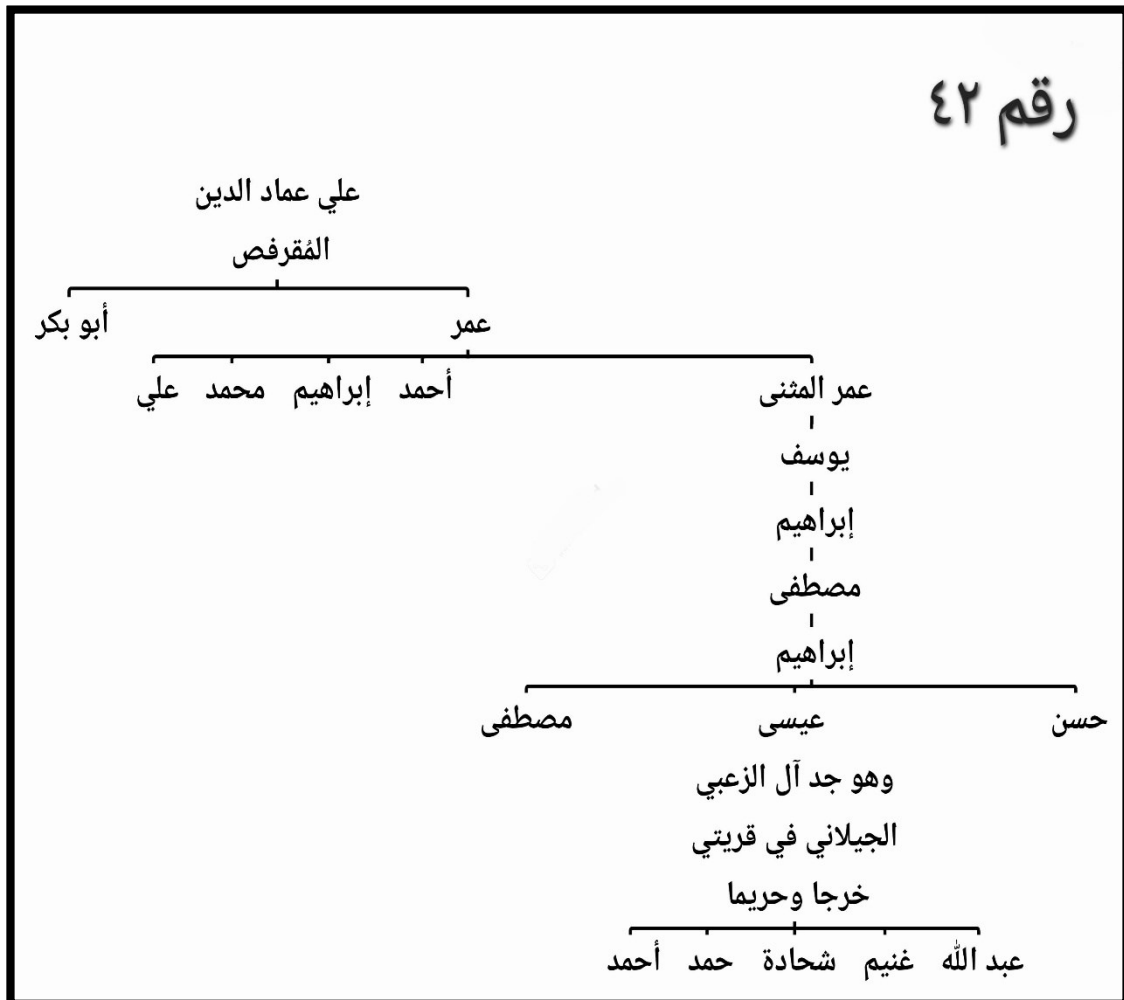 رقم ٤٢
علي عماد الدين
المُقرفص
عمر أبو بكر
عمر المثنى أحمد إبراهيم محمد علي
يوسف
إبراهيم
مصطفى
إبراهيم
حسن عيسى مصطفى
وهو جد آل الزعبي
الجيلاني في قريتي
خرجا وحريما
عبد الله غنيم شحادة حمد أحمد